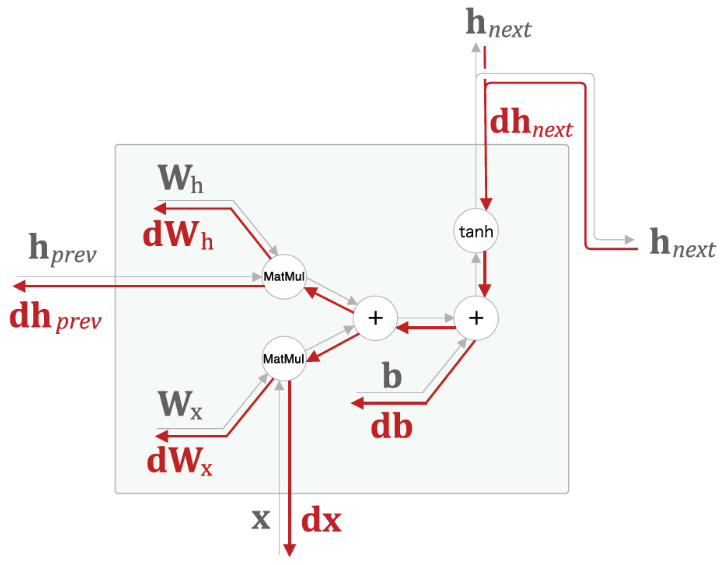 h_next
dh_next
W_h
dW_h
tanh
h_prev
h_next
MatMul
dh_prev
+
+
MatMul
b
W_x
db
dW_x
x
dx